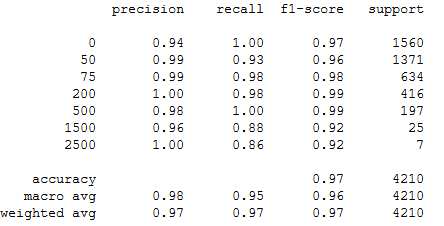 precision recall f1-score support
0 0.94 1.00 0.97 1560
50 0.99 0.93 0.96 1371
75 0.99 0.98 0.98 634
200 1.00 0.98 0.99 416
500 0.98 1.00 0.99 197
1500 0.96 0.88 0.92 25
2500 1.00 0.86 0.92 7
accuracy 0.97 4210
macro avg 0.98 0.95 0.96 4210
weighted avg 0.97 0.97 0.97 4210